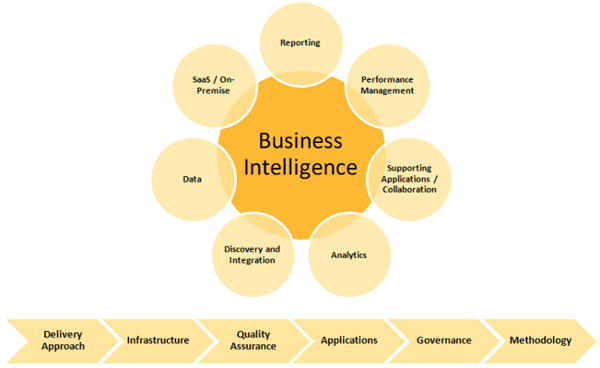 Reporting
SaaS / On-
Premise
Performance
Management
Business
Intelligence
Data
Supporting
Applications /
Collaboration
Discovery and
Integration
Analytics
Delivery
Approach
Infrastructure
Quality
Assurance
Applications
Governance
Methodology